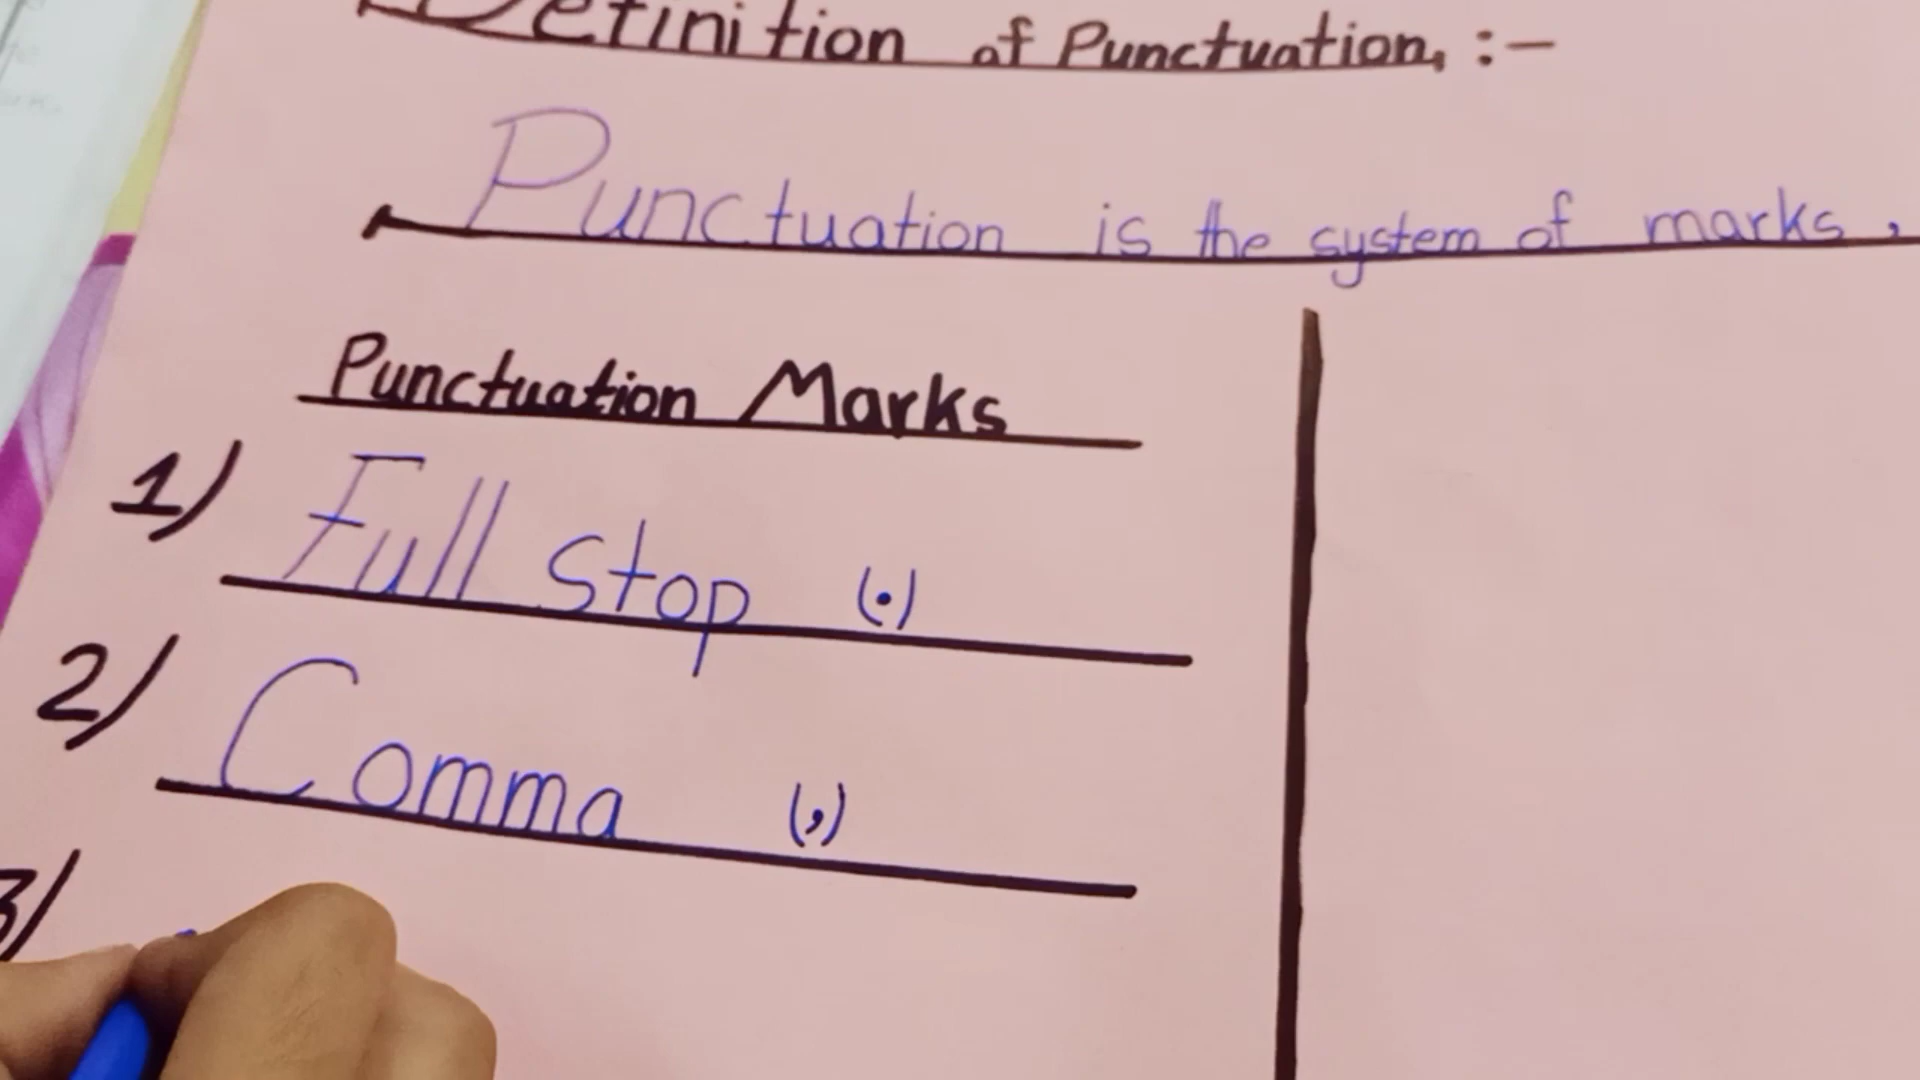 Definition of Punctuation, :-
Punctuation is the system of marks,
Punctuation Marks
1) Full Stop (.)
2) Comma (,)
3)